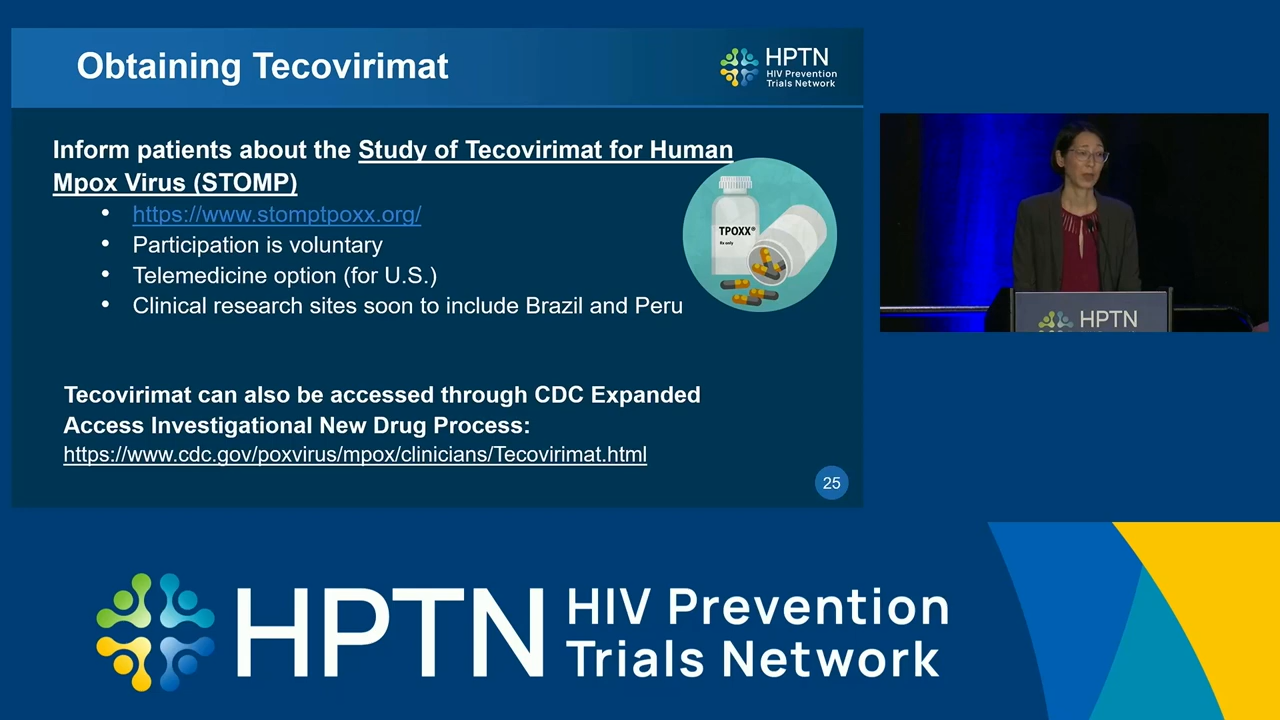 Obtaining Tecovirimat
HPTN
HIV Prevention
Trials Network
Inform patients about the Study of Tecovirimat for Human
Mpox Virus (STOMP)
• https://www.stomptpoxx.org/
• Participation is voluntary
• Telemedicine option (for U.S.)
• Clinical research sites soon to include Brazil and Peru
TPOXX®
Rx only
Tecovirimat can also be accessed through CDC Expanded
Access Investigational New Drug Process:
https://www.cdc.gov/poxvirus/mpox/clinicians/Tecovirimat.html
25
HPTN
HPTN
HIV Prevention
Trials Network